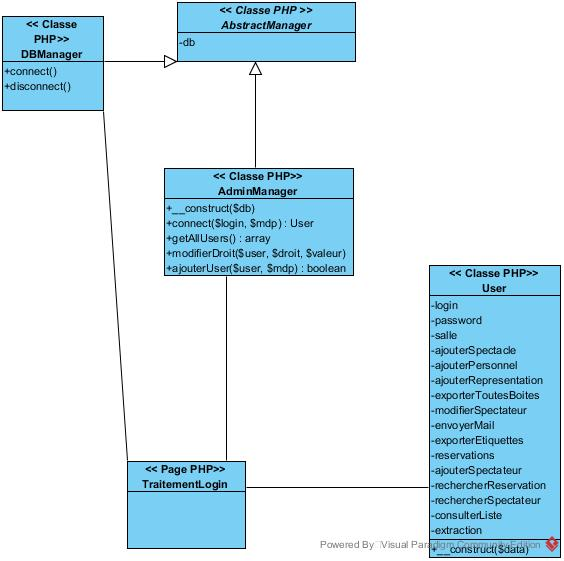 << Classe
PHP>>
DBManager
+connect()
+disconnect()
<< Classe PHP >>
AbstractManager
-db
<< Classe PHP>>
AdminManager
+__construct($db)
+connect($login, $mdp) : User
+getAllUsers() : array
+modifierDroit($user, $droit, $valeur)
+ajouterUser($user, $mdp) : boolean
<< Classe PHP>>
User
-login
-password
-salle
-ajouterSpectacle
-ajouterPersonnel
-ajouterRepresentation
-exporterToutesBoites
-modifierSpectateur
-envoyerMail
-exporterEtiquettes
-reservations
-ajouterSpectateur
-rechercherReservation
-rechercherSpectateur
-consulterListe
-extraction
+__construct($data)
<< Page PHP>>
TraitementLogin
Powered By Visual Paradigm Community Edition